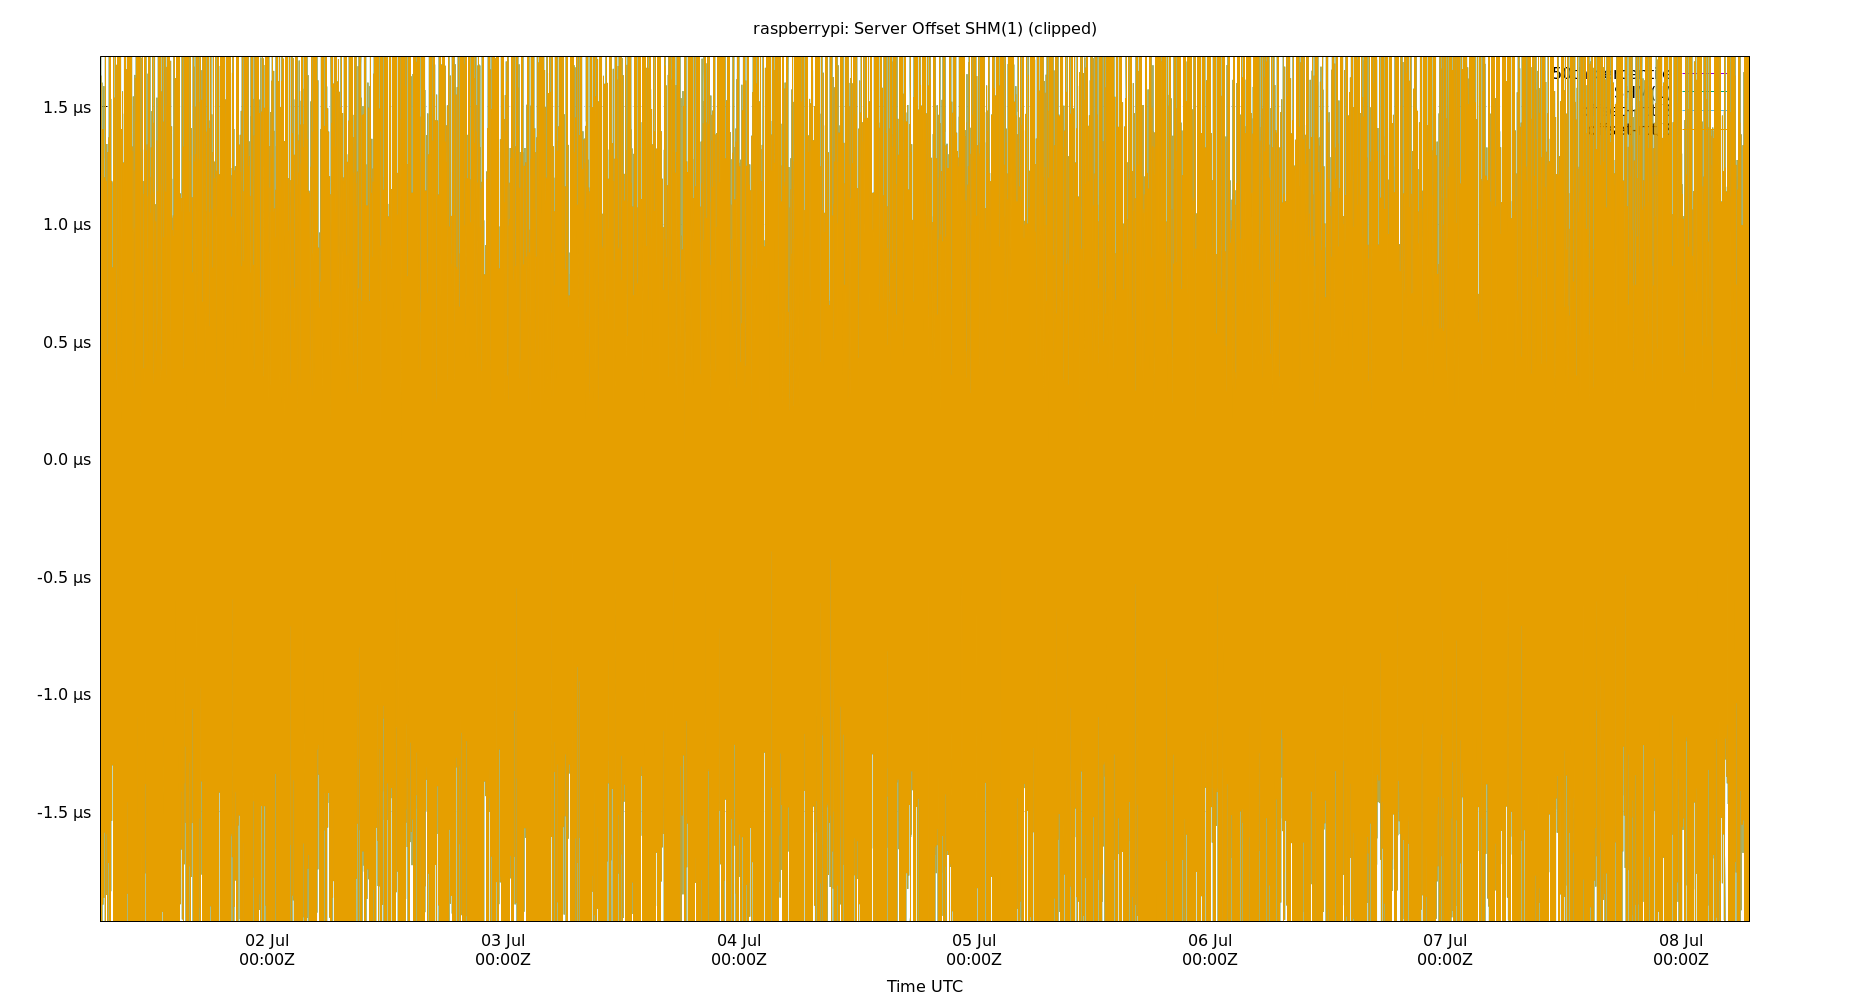 raspberrypi: Server Offset SHM(1) (clipped)
1.5 µs
1.0 µs
0.5 µs
0.0 µs
-0.5 µs
-1.0 µs
-1.5 µs
02 Jul 03 Jul 04 Jul 05 Jul 06 Jul 07 Jul 08 Jul
00:00Z 00:00Z 00:00Z 00:00Z 00:00Z 00:00Z 00:00Z
Time UTC